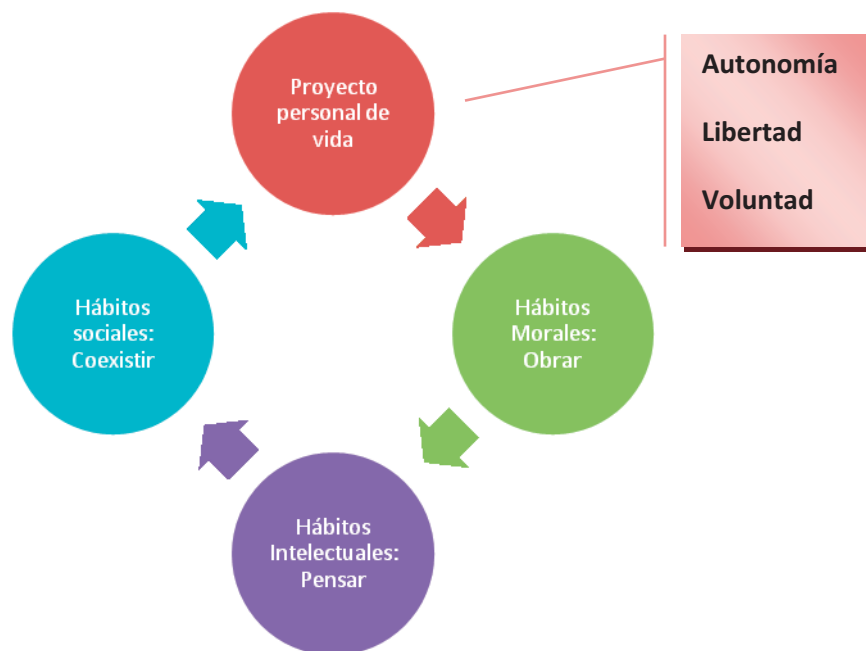 Proyecto
personal de
vida
Autonomía
Libertad
Voluntad
Hábitos
Morales:
Obrar
Hábitos
Intelectuales:
Pensar
Hábitos
sociales:
Coexistir